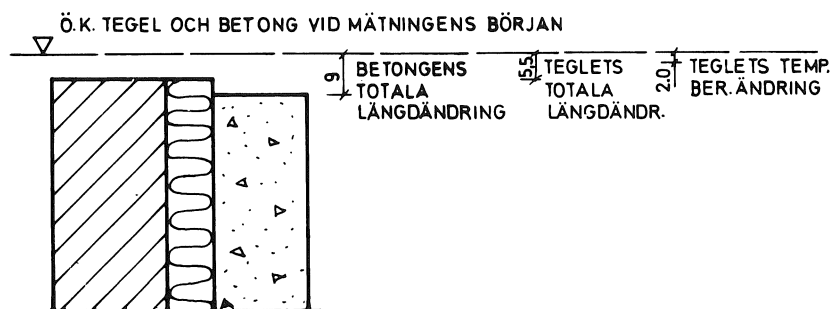 Ö.K. TEGEL OCH BETONG VID MÄTNINGENS BÖRJAN
9
BETONGENS
TOTALA
LÄNGDÄNDRING
5.5
TEGLETS
TOTALA
LÄNGDÄNDR.
2.0
TEGLETS TEMP.
BER. ÄNDRING